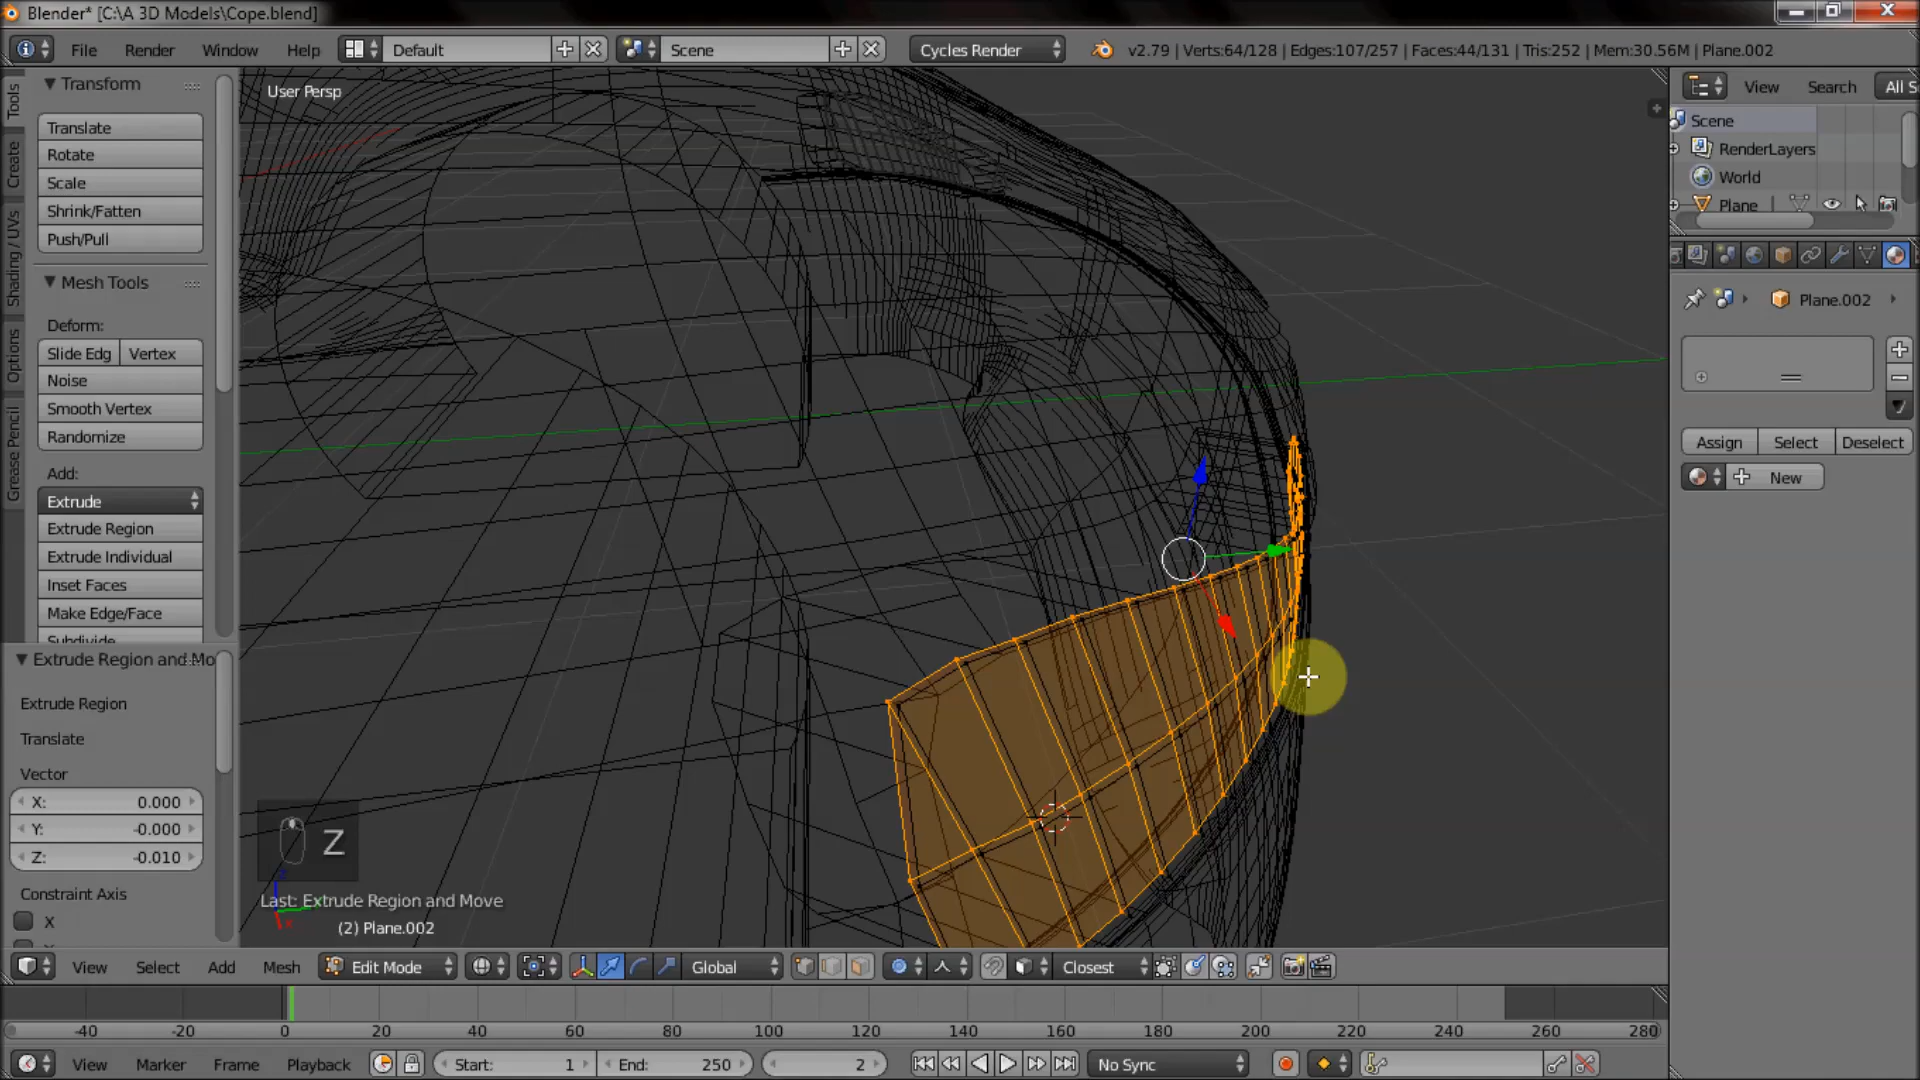 Blender* [C:\A 3D Models\Cope.blend]
File Render Window Help Default Scene Cycles Render v2.79 | Verts:64/128 | Edges:107/257 | Faces:44/131 | Tris:252 | Mem:30.56M | Plane.002
Tools
Create
Shading / UVs
Options
Grease Pencil
Transform
Translate
Rotate
Scale
Shrink/Fatten
Push/Pull
Mesh Tools
Deform:
Slide Edg Vertex
Noise
Smooth Vertex
Randomize
Add:
Extrude
Extrude Region
Extrude Individual
Inset Faces
Make Edge/Face
Subdivide
Extrude Region and Mo
Extrude Region
Translate
Vector
X: 0.000
Y: -0.000
Z: -0.010
Constraint Axis
X
User Persp
Z
Last: Extrude Region and Move
(2) Plane.002
View Search All S
Scene
RenderLayers
World
Plane
Plane.002
Assign Select Deselect
New
View Select Add Mesh Edit Mode Global Closest
-40 -20 0 20 40 60 80 100 120 140 160 180 200 220 240 260 280
View Marker Frame Playback Start: 1 End: 250 2 No Sync